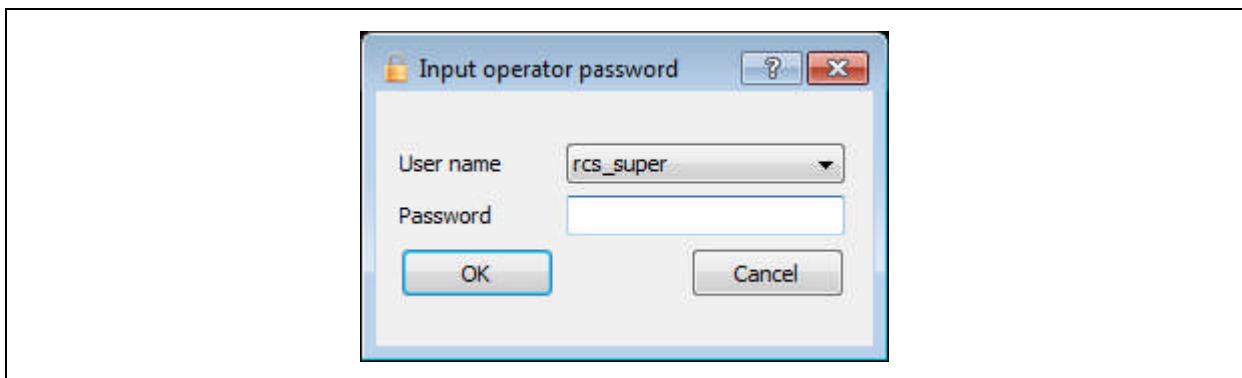 Input operator password
User name rcs_super
Password
OK Cancel